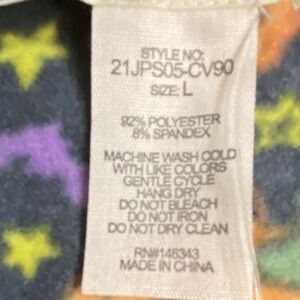 STYLE NO:
21JPS05-CV90
SIZE: L
92% POLYESTER
8% SPANDEX
MACHINE WASH COLD
WITH LIKE COLORS
GENTLE CYCLE
HANG DRY
DO NOT BLEACH
DO NOT IRON
DO NOT DRY CLEAN
RN#146343
MADE IN CHINA